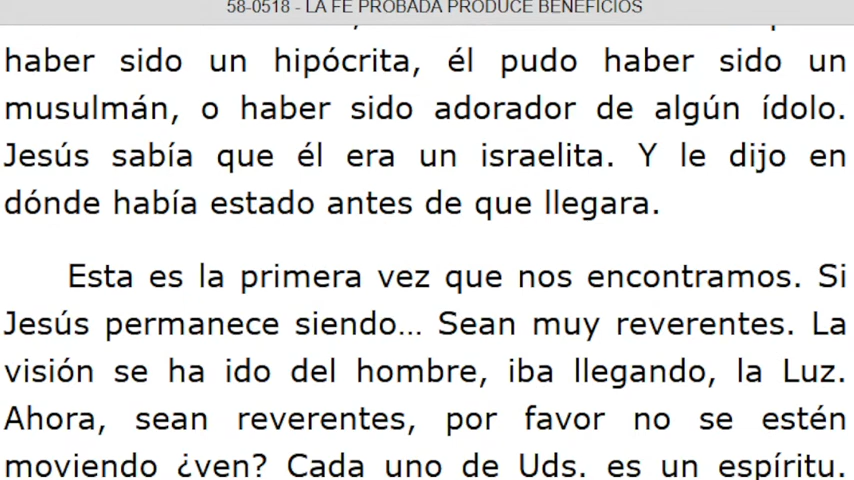 58-0518 - LA FE PROBADA PRODUCE BENEFICIOS
haber sido un hipócrita, él pudo haber sido un
musulmán, o haber sido adorador de algún ídolo.
Jesús sabía que él era un israelita. Y le dijo en
dónde había estado antes de que llegara.
Esta es la primera vez que nos encontramos. Si
Jesús permanece siendo… Sean muy reverentes. La
visión se ha ido del hombre, iba llegando, la Luz.
Ahora, sean reverentes, por favor no se estén
moviendo ¿ven? Cada uno de Uds. es un espíritu.